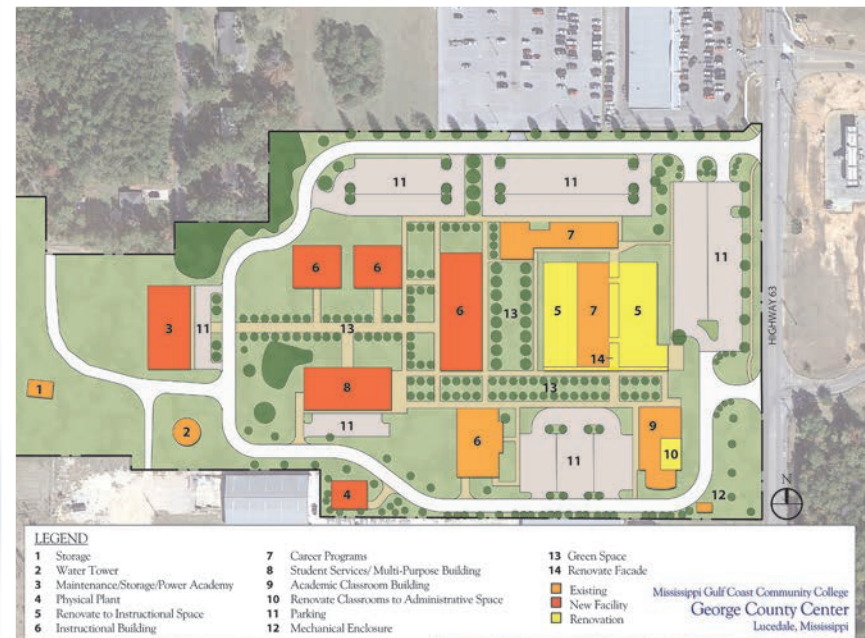 11
11
7
11
6
6
6
13
5
7
5
3
11
13
HIGHWAY 63
14
1
8
13
2
11
6
11
9
10
4
12
N
LEGEND
1 Storage
2 Water Tower
3 Maintenance/Storage/Power Academy
4 Physical Plant
5 Renovate to Instructional Space
6 Instructional Building
7 Career Programs
8 Student Services/ Multi-Purpose Building
9 Academic Classroom Building
10 Renovate Classrooms to Administrative Space
11 Parking
12 Mechanical Enclosure
13 Green Space
14 Renovate Facade
Existing
New Facility
Renovation
Mississippi Gulf Coast Community College
George County Center
Lucedale, Mississippi